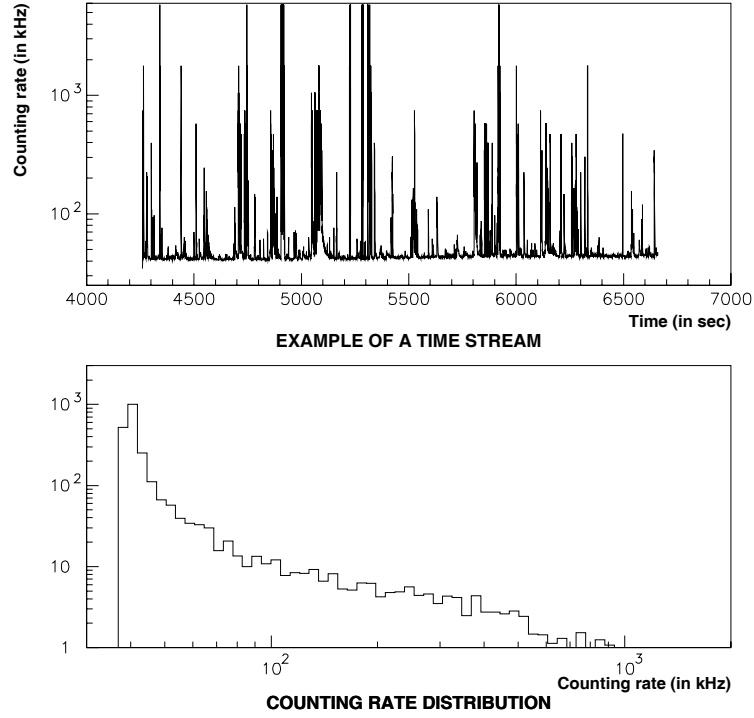 Counting rate (in kHz)
10^3
10^2
4000 4500 5000 5500 6000 6500 7000
Time (in sec)
EXAMPLE OF A TIME STREAM
10^3
10^2
10
1
10^2 10^3
Counting rate (in kHz)
COUNTING RATE DISTRIBUTION